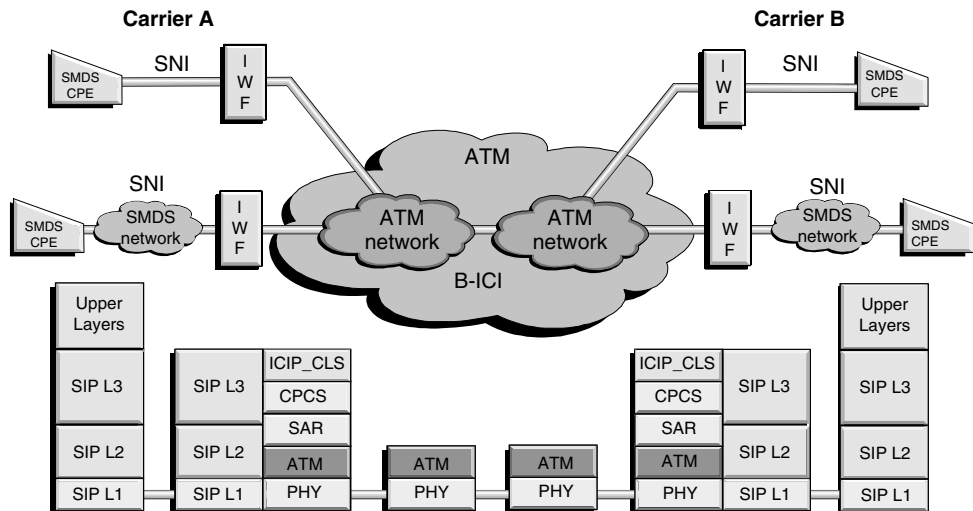 Carrier A
Carrier B
SMDS
CPE
SNI
I
W
F
I
W
F
SNI
SMDS
CPE
ATM
SMDS
CPE
SNI
SMDS
network
I
W
F
ATM
network
ATM
network
I
W
F
SNI
SMDS
network
SMDS
CPE
B-ICI
Upper
Layers
SIP L3
SIP L2
SIP L1
SIP L3
SIP L2
SIP L1
ICIP_CLS
CPCS
SAR
ATM
PHY
ATM
PHY
ATM
PHY
ICIP_CLS
CPCS
SAR
ATM
PHY
SIP L3
SIP L2
SIP L1
Upper
Layers
SIP L3
SIP L2
SIP L1